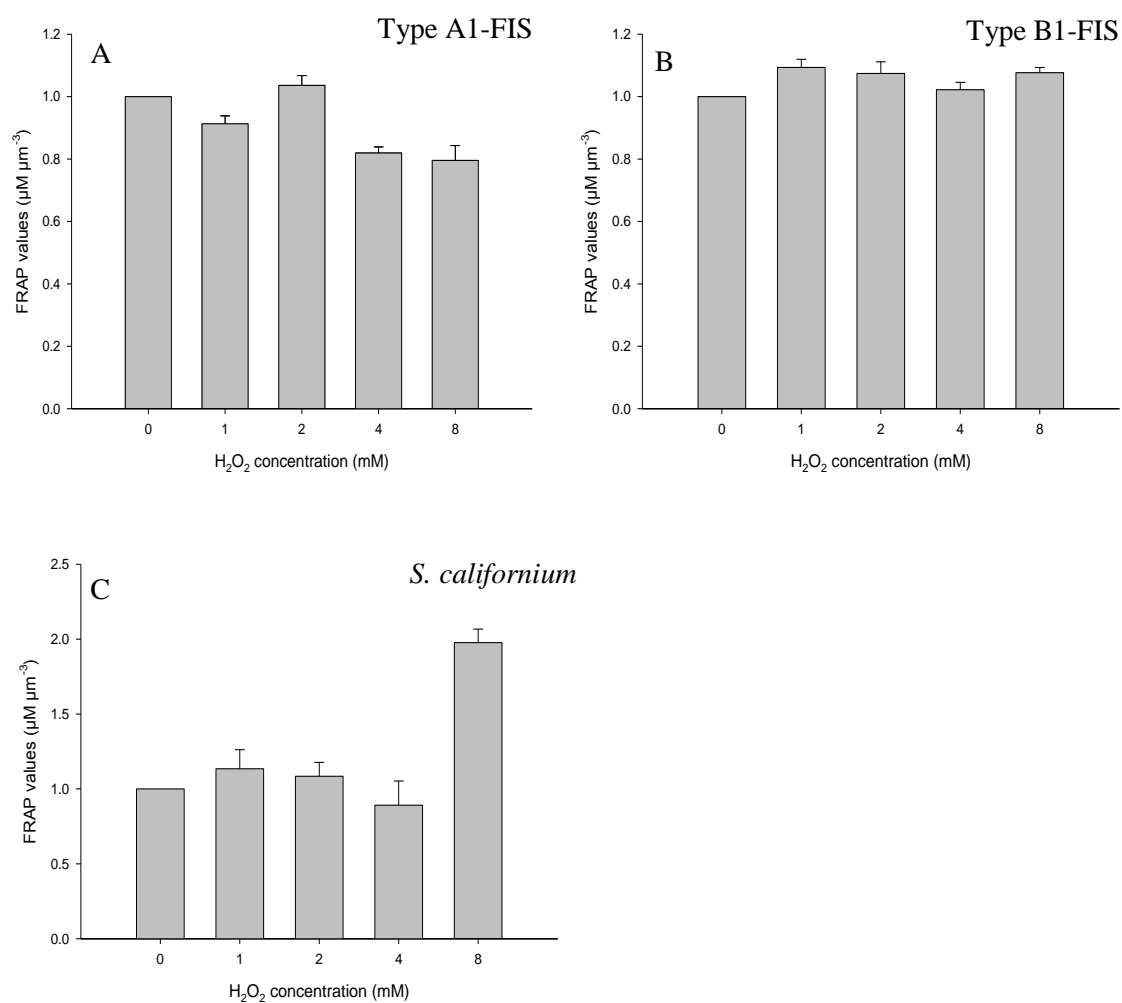 A
Type A1-FIS
1.2
1.0
0.8
0.6
0.4
0.2
0.0
FRAP values (µM µm-3)
0 1 2 4 8
H2O2 concentration (mM)
B
Type B1-FIS
1.2
1.0
0.8
0.6
0.4
0.2
0.0
FRAP values (µM µm-3)
0 1 2 4 8
H2O2 concentration (mM)
C
S. californium
2.5
2.0
1.5
1.0
0.5
0.0
FRAP values (µM µm-3)
0 1 2 4 8
H2O2 concentration (mM)